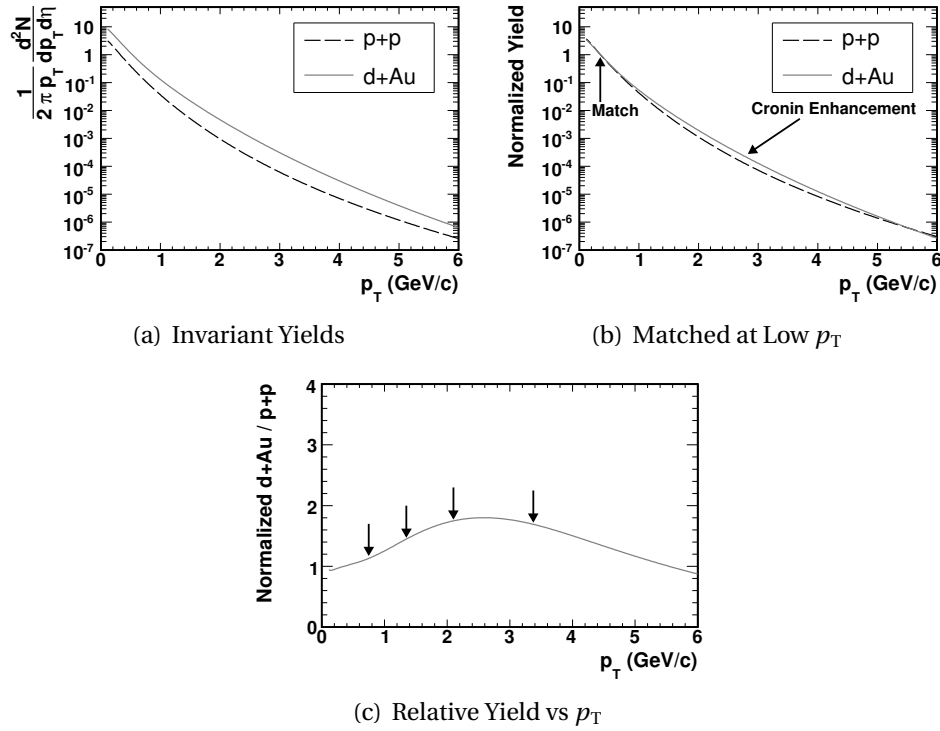 1 d²N
2 π p_T dp_T dη
10
1
10⁻¹
10⁻²
10⁻³
10⁻⁴
10⁻⁵
10⁻⁶
10⁻⁷
p+p
d+Au
0 1 2 3 4 5 6
p_T (GeV/c)
(a) Invariant Yields
Normalized Yield
10
1
10⁻¹
10⁻²
10⁻³
10⁻⁴
10⁻⁵
10⁻⁶
10⁻⁷
p+p
d+Au
Match
Cronin Enhancement
0 1 2 3 4 5 6
p_T (GeV/c)
(b) Matched at Low p_T
Normalized d+Au / p+p
4
3
2
1
0
0 1 2 3 4 5 6
p_T (GeV/c)
(c) Relative Yield vs p_T